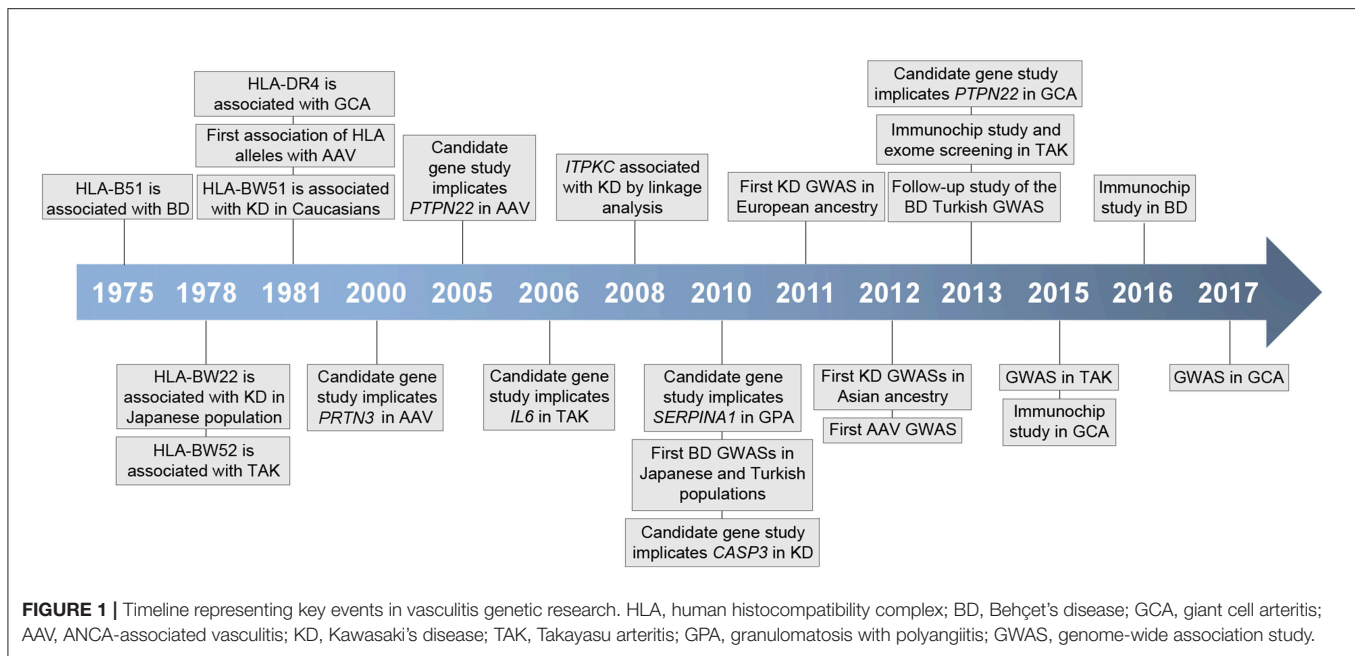 HLA-DR4 is
associated with GCA
First association of HLA
alleles with AAV
HLA-B51 is
associated with BD
HLA-BW51 is associated
with KD in Caucasians
Candidate
gene study
implicates
PTPN22 in AAV
ITPKC associated
with KD by linkage
analysis
First KD GWAS in
European ancestry
Candidate gene study
implicates PTPN22 in GCA
Immunochip study and
exome screening in TAK
Follow-up study of the
BD Turkish GWAS
Immunochip
study in BD
1975 1978 1981 2000 2005 2006 2008 2010 2011 2012 2013 2015 2016 2017
HLA-BW22 is
associated with KD in
Japanese population
HLA-BW52 is
associated with TAK
Candidate gene
study implicates
PRTN3 in AAV
Candidate gene
study implicates
IL6 in TAK
Candidate gene
study implicates
SERPINA1 in GPA
First BD GWASs in
Japanese and Turkish
populations
Candidate gene study
implicates CASP3 in KD
First KD GWASs in
Asian ancestry
First AAV GWAS
GWAS in TAK
Immunochip
study in GCA
GWAS in GCA
FIGURE 1 | Timeline representing key events in vasculitis genetic research. HLA, human histocompatibility complex; BD, Behçet's disease; GCA, giant cell arteritis;
AAV, ANCA-associated vasculitis; KD, Kawasaki's disease; TAK, Takayasu arteritis; GPA, granulomatosis with polyangiitis; GWAS, genome-wide association study.